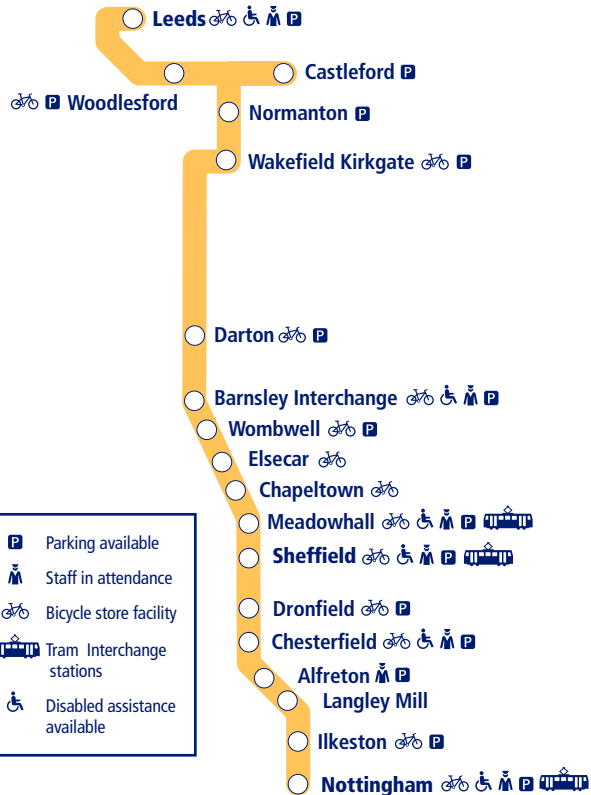 Leeds
Castleford P
P Woodlesford
Normanton P
Wakefield Kirkgate P
Darton P
Barnsley Interchange P
Wombwell P
Elsecar
Chapeltown
Meadowhall P
Sheffield P
Dronfield P
Chesterfield P
Alfreton P
Langley Mill
Ilkeston P
Nottingham P
P Parking available
Staff in attendance
Bicycle store facility
Tram Interchange
stations
Disabled assistance
available